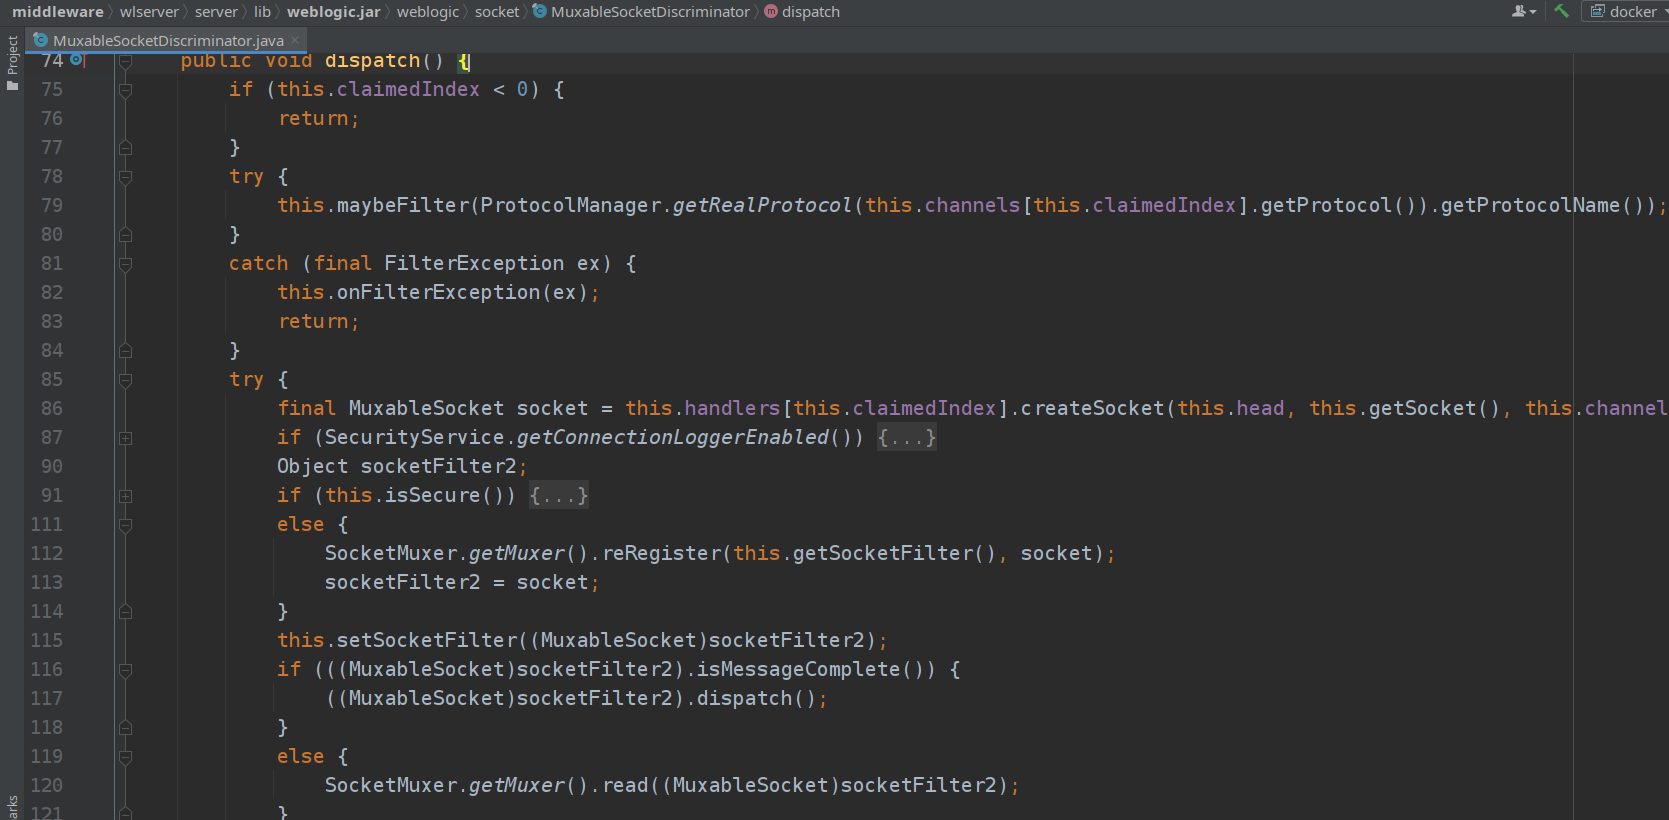 middleware wlserver server lib weblogic.jar weblogic socket MuxableSocketDiscriminator dispatch docker
Project
MuxableSocketDiscriminator.java
74 public void dispatch() {
75 if (this.claimedIndex < 0) {
76 return;
77 }
78 try {
79 this.maybeFilter(ProtocolManager.getRealProtocol(this.channels[this.claimedIndex].getProtocol()).getProtocolName());
80 }
81 catch (final FilterException ex) {
82 this.onFilterException(ex);
83 return;
84 }
85 try {
86 final MuxableSocket socket = this.handlers[this.claimedIndex].createSocket(this.head, this.getSocket(), this.channel
87 if (SecurityService.getConnectionLoggerEnabled()) {...}
90 Object socketFilter2;
91 if (this.isSecure()) {...}
111 else {
112 SocketMuxer.getMuxer().reRegister(this.getSocketFilter(), socket);
113 socketFilter2 = socket;
114 }
115 this.setSocketFilter((MuxableSocket)socketFilter2);
116 if (((MuxableSocket)socketFilter2).isMessageComplete()) {
117 ((MuxableSocket)socketFilter2).dispatch();
118 }
119 else {
120 SocketMuxer.getMuxer().read((MuxableSocket)socketFilter2);
121 }
arks